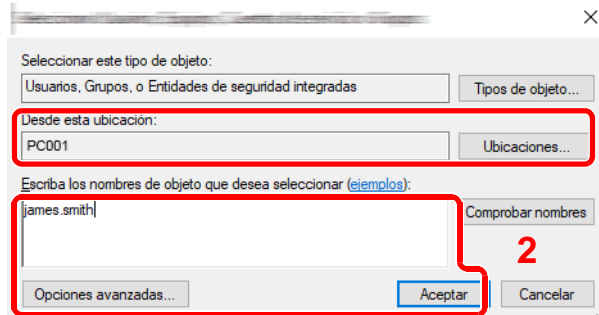 Seleccionar este tipo de objeto:
Usuarios, Grupos, o Entidades de seguridad integradas
Tipos de objeto...
Desde esta ubicación:
PC001
Ubicaciones...
Escriba los nombres de objeto que desea seleccionar (ejemplos):
james.smith
Comprobar nombres
2
Opciones avanzadas...
Aceptar
Cancelar